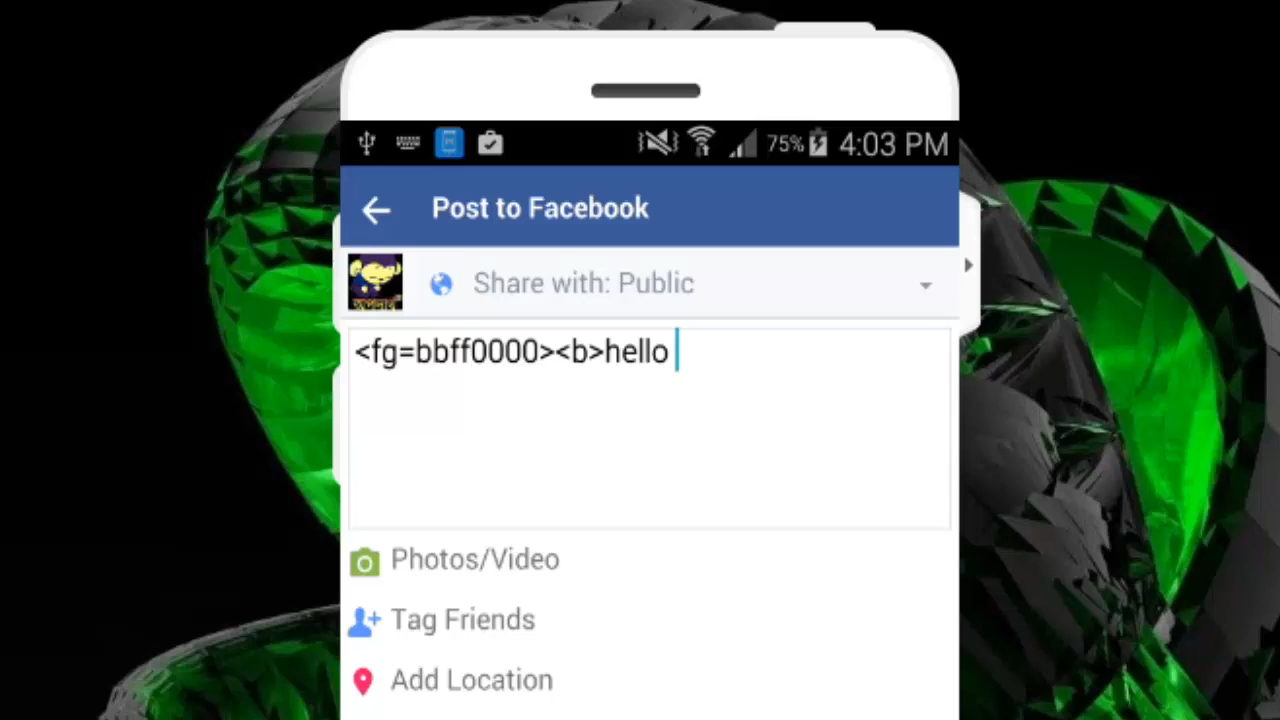 75% 4:03 PM
Post to Facebook
Share with: Public
<fg=bbff0000><b>hello
Photos/Video
Tag Friends
Add Location